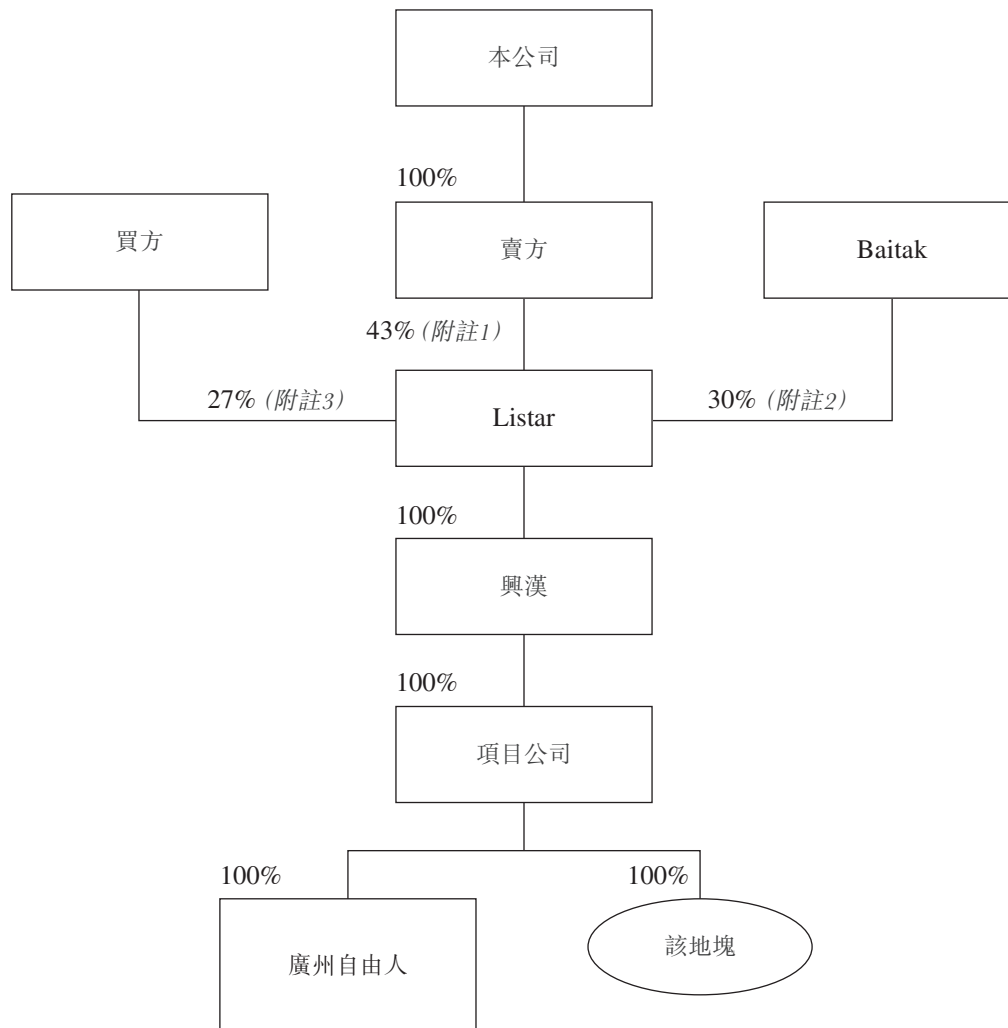 本公司
100%
買方
賣方
Baitak
43% (附註1)
27% (附註3)
Listar
30% (附註2)
100%
興漢
100%
項目公司
100%
100%
廣州自由人
該地塊